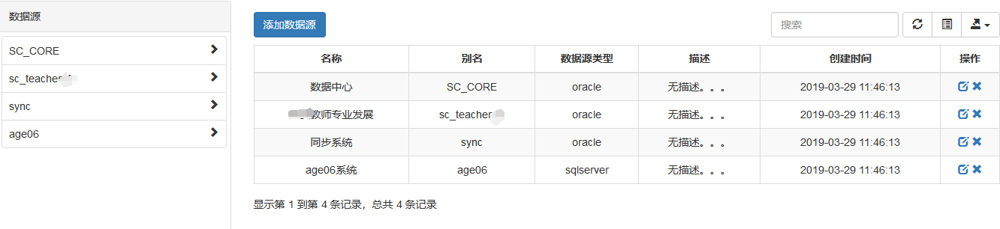 数据源
SC_CORE
sc_teacher
sync
age06
添加数据源
搜索
名称 别名 数据源类型 描述 创建时间 操作
数据中心 SC_CORE oracle 无描述。。。 2019-03-29 11:46:13
教师专业发展 sc_teacher oracle 无描述。。。 2019-03-29 11:46:13
同步系统 sync oracle 无描述。。。 2019-03-29 11:46:13
age06系统 age06 sqlserver 无描述。。。 2019-03-29 11:46:13
显示第 1 到第 4 条记录，总共 4 条记录